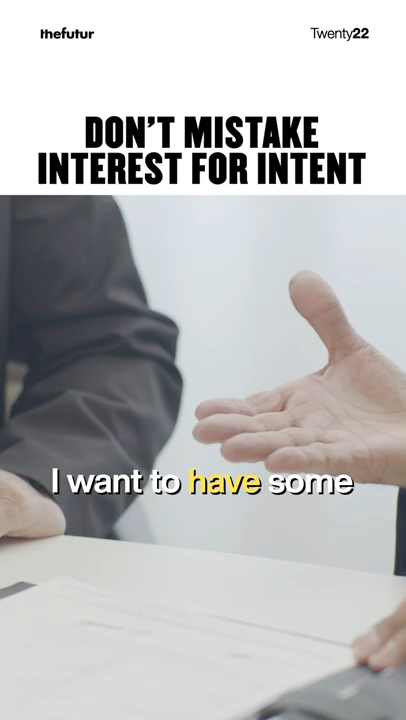 thefutur
Twenty22
DON'T MISTAKE
INTEREST FOR INTENT
I want to have some